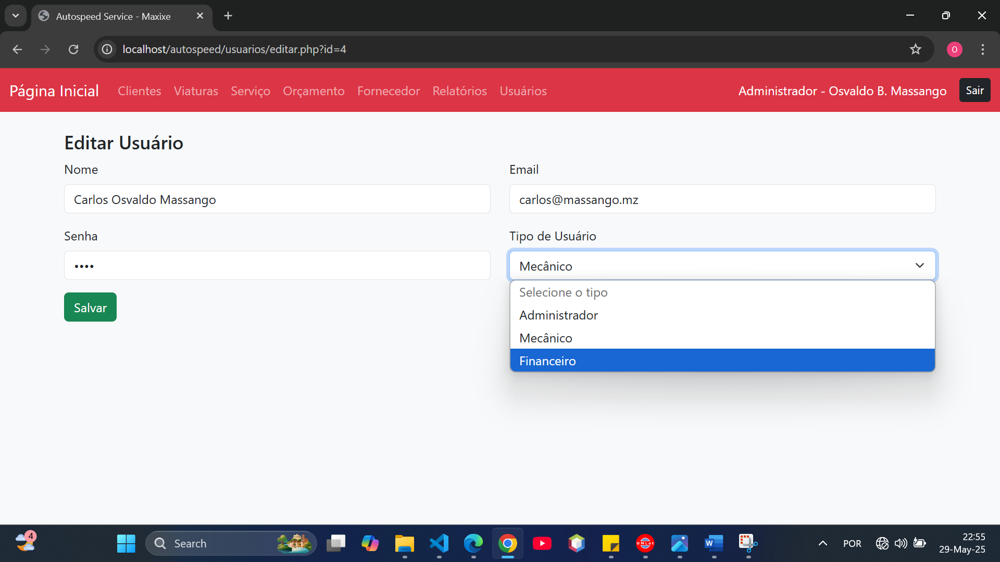 Autospeed Service - Maxixe
localhost/autospeed/usuarios/editar.php?id=4
O
Página Inicial Clientes Viaturas Serviço Orçamento Fornecedor Relatórios Usuários Administrador - Osvaldo B. Massango Sair
Editar Usuário
Nome Email
Carlos Osvaldo Massango carlos@massango.mz
Senha Tipo de Usuário
•••• Mecânico
Selecione o tipo
Salvar Administrador
Mecânico
Financeiro
4 Search UMLet W POR 22:55
29-May-25